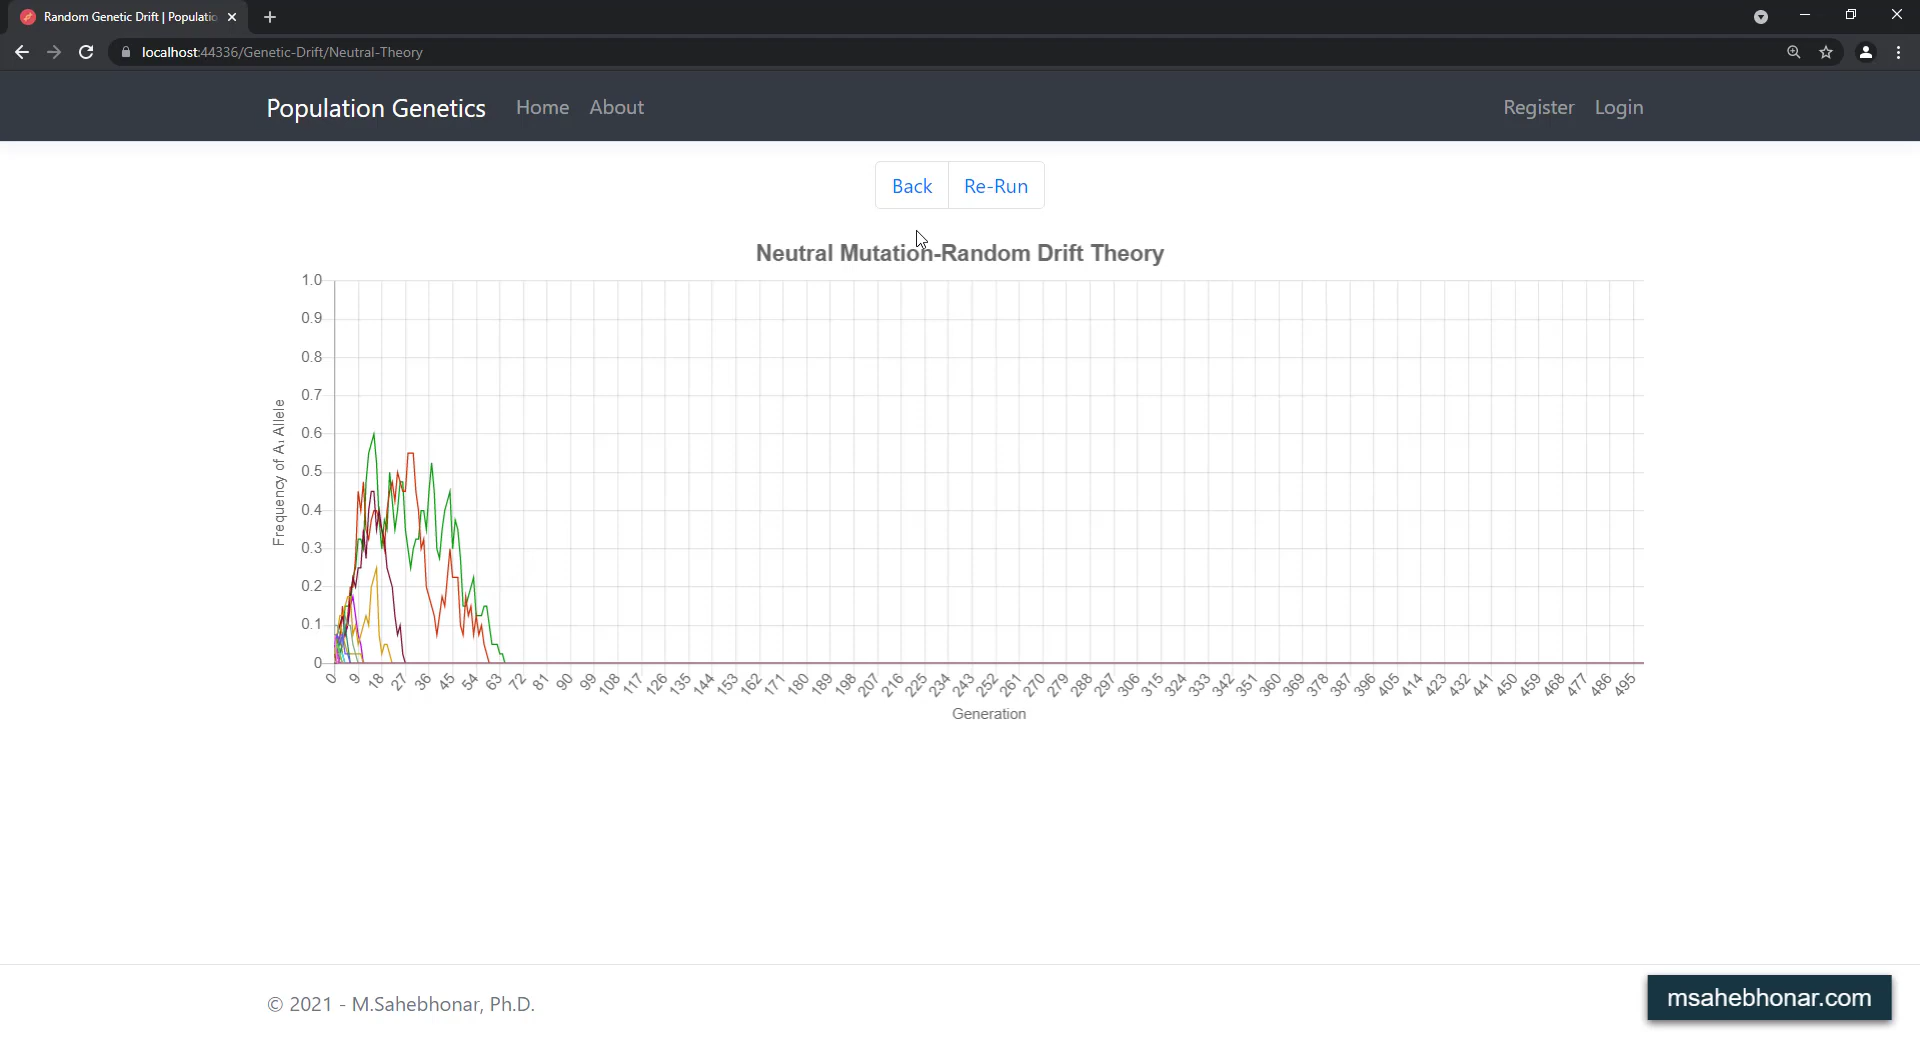 Random Genetic Drift | Populatio
localhost:44336/Genetic-Drift/Neutral-Theory
Population Genetics Home About Register Login
Back Re-Run
Neutral Mutation-Random Drift Theory
1.0
0.9
0.8
0.7
0.6
0.5
0.4
0.3
0.2
0.1
0
Frequency of A₁ Allele
0 9 18 27 36 45 54 63 72 81 90 99 108 117 126 135 144 153 162 171 180 189 198 207 216 225 234 243 252 261 270 279 288 297 306 315 324 333 342 351 360 369 378 387 396 405 414 423 432 441 450 459 468 477 486 495
Generation
© 2021 - M.Sahebhonar, Ph.D.
msahebhonar.com